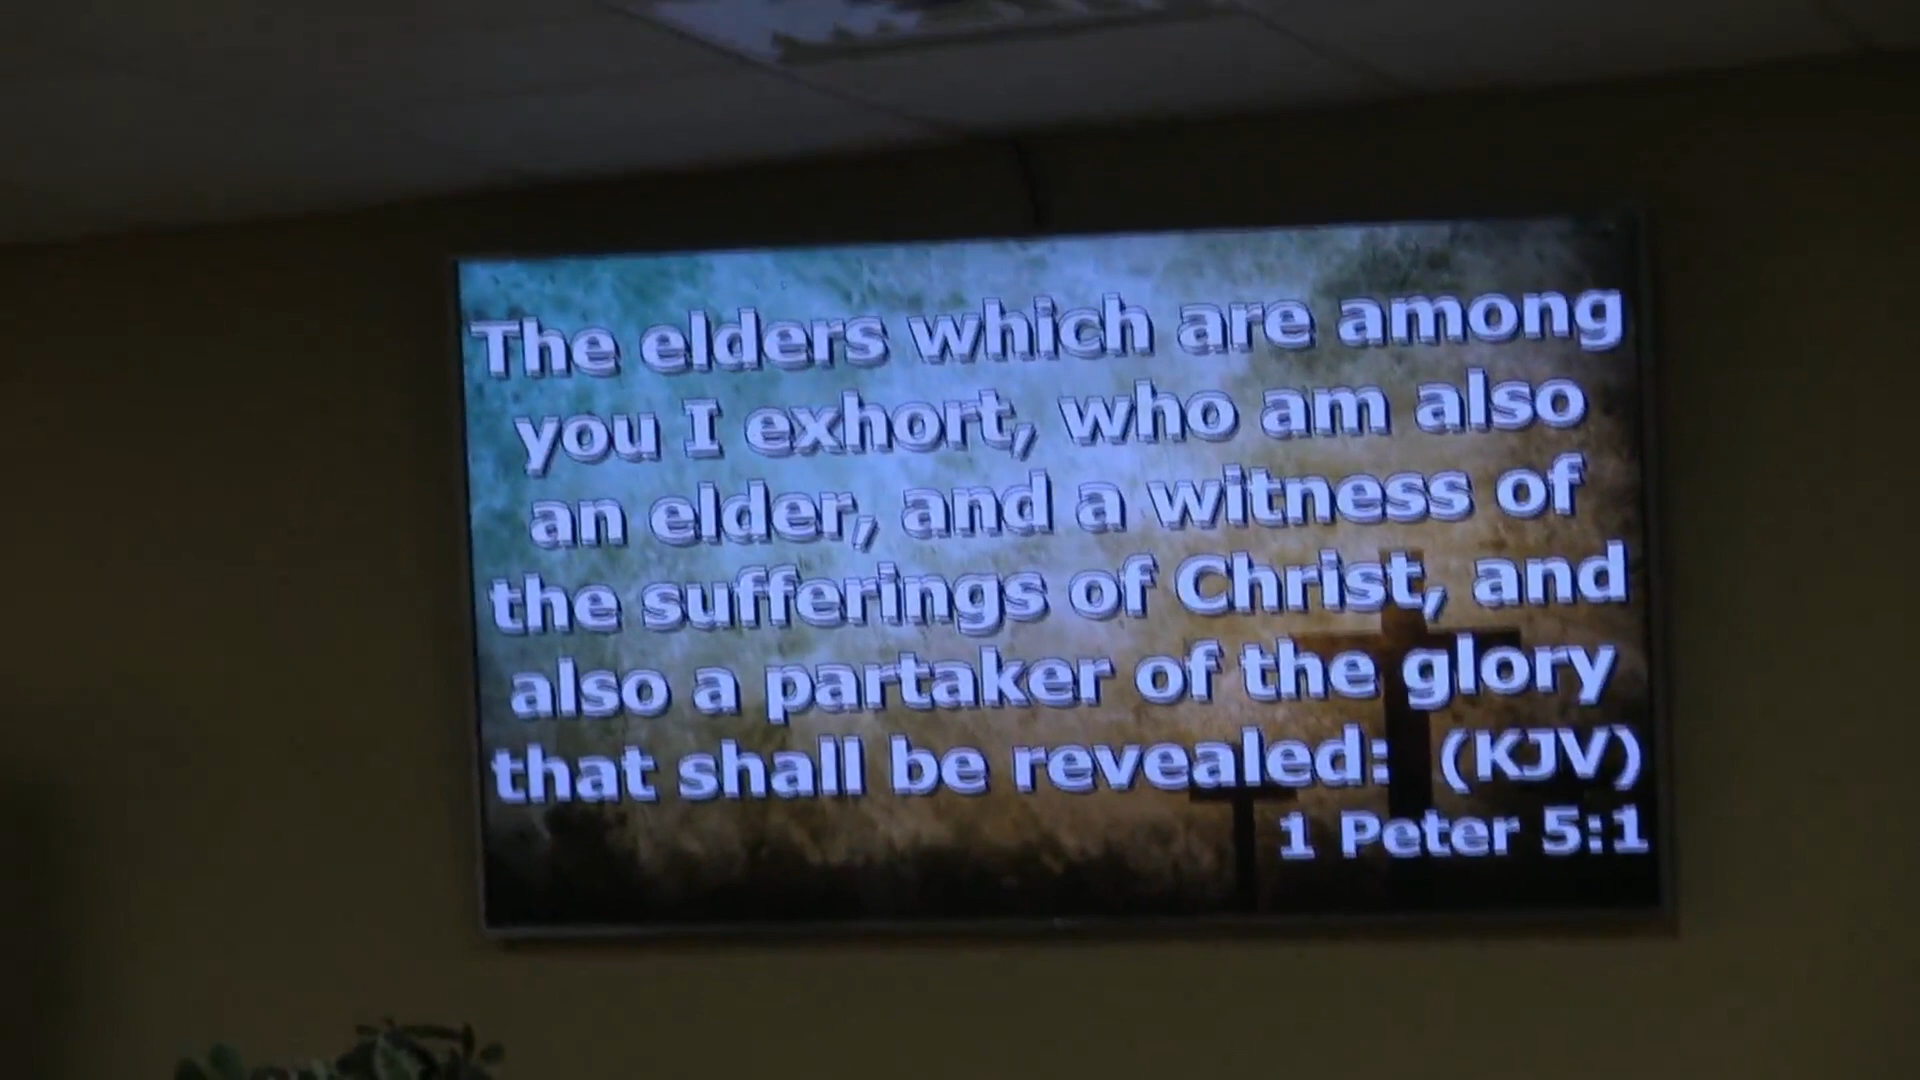 The elders which are among
you I exhort, who am also
an elder, and a witness of
the sufferings of Christ, and
also a partaker of the glory
that shall be revealed: (KJV)
1 Peter 5:1